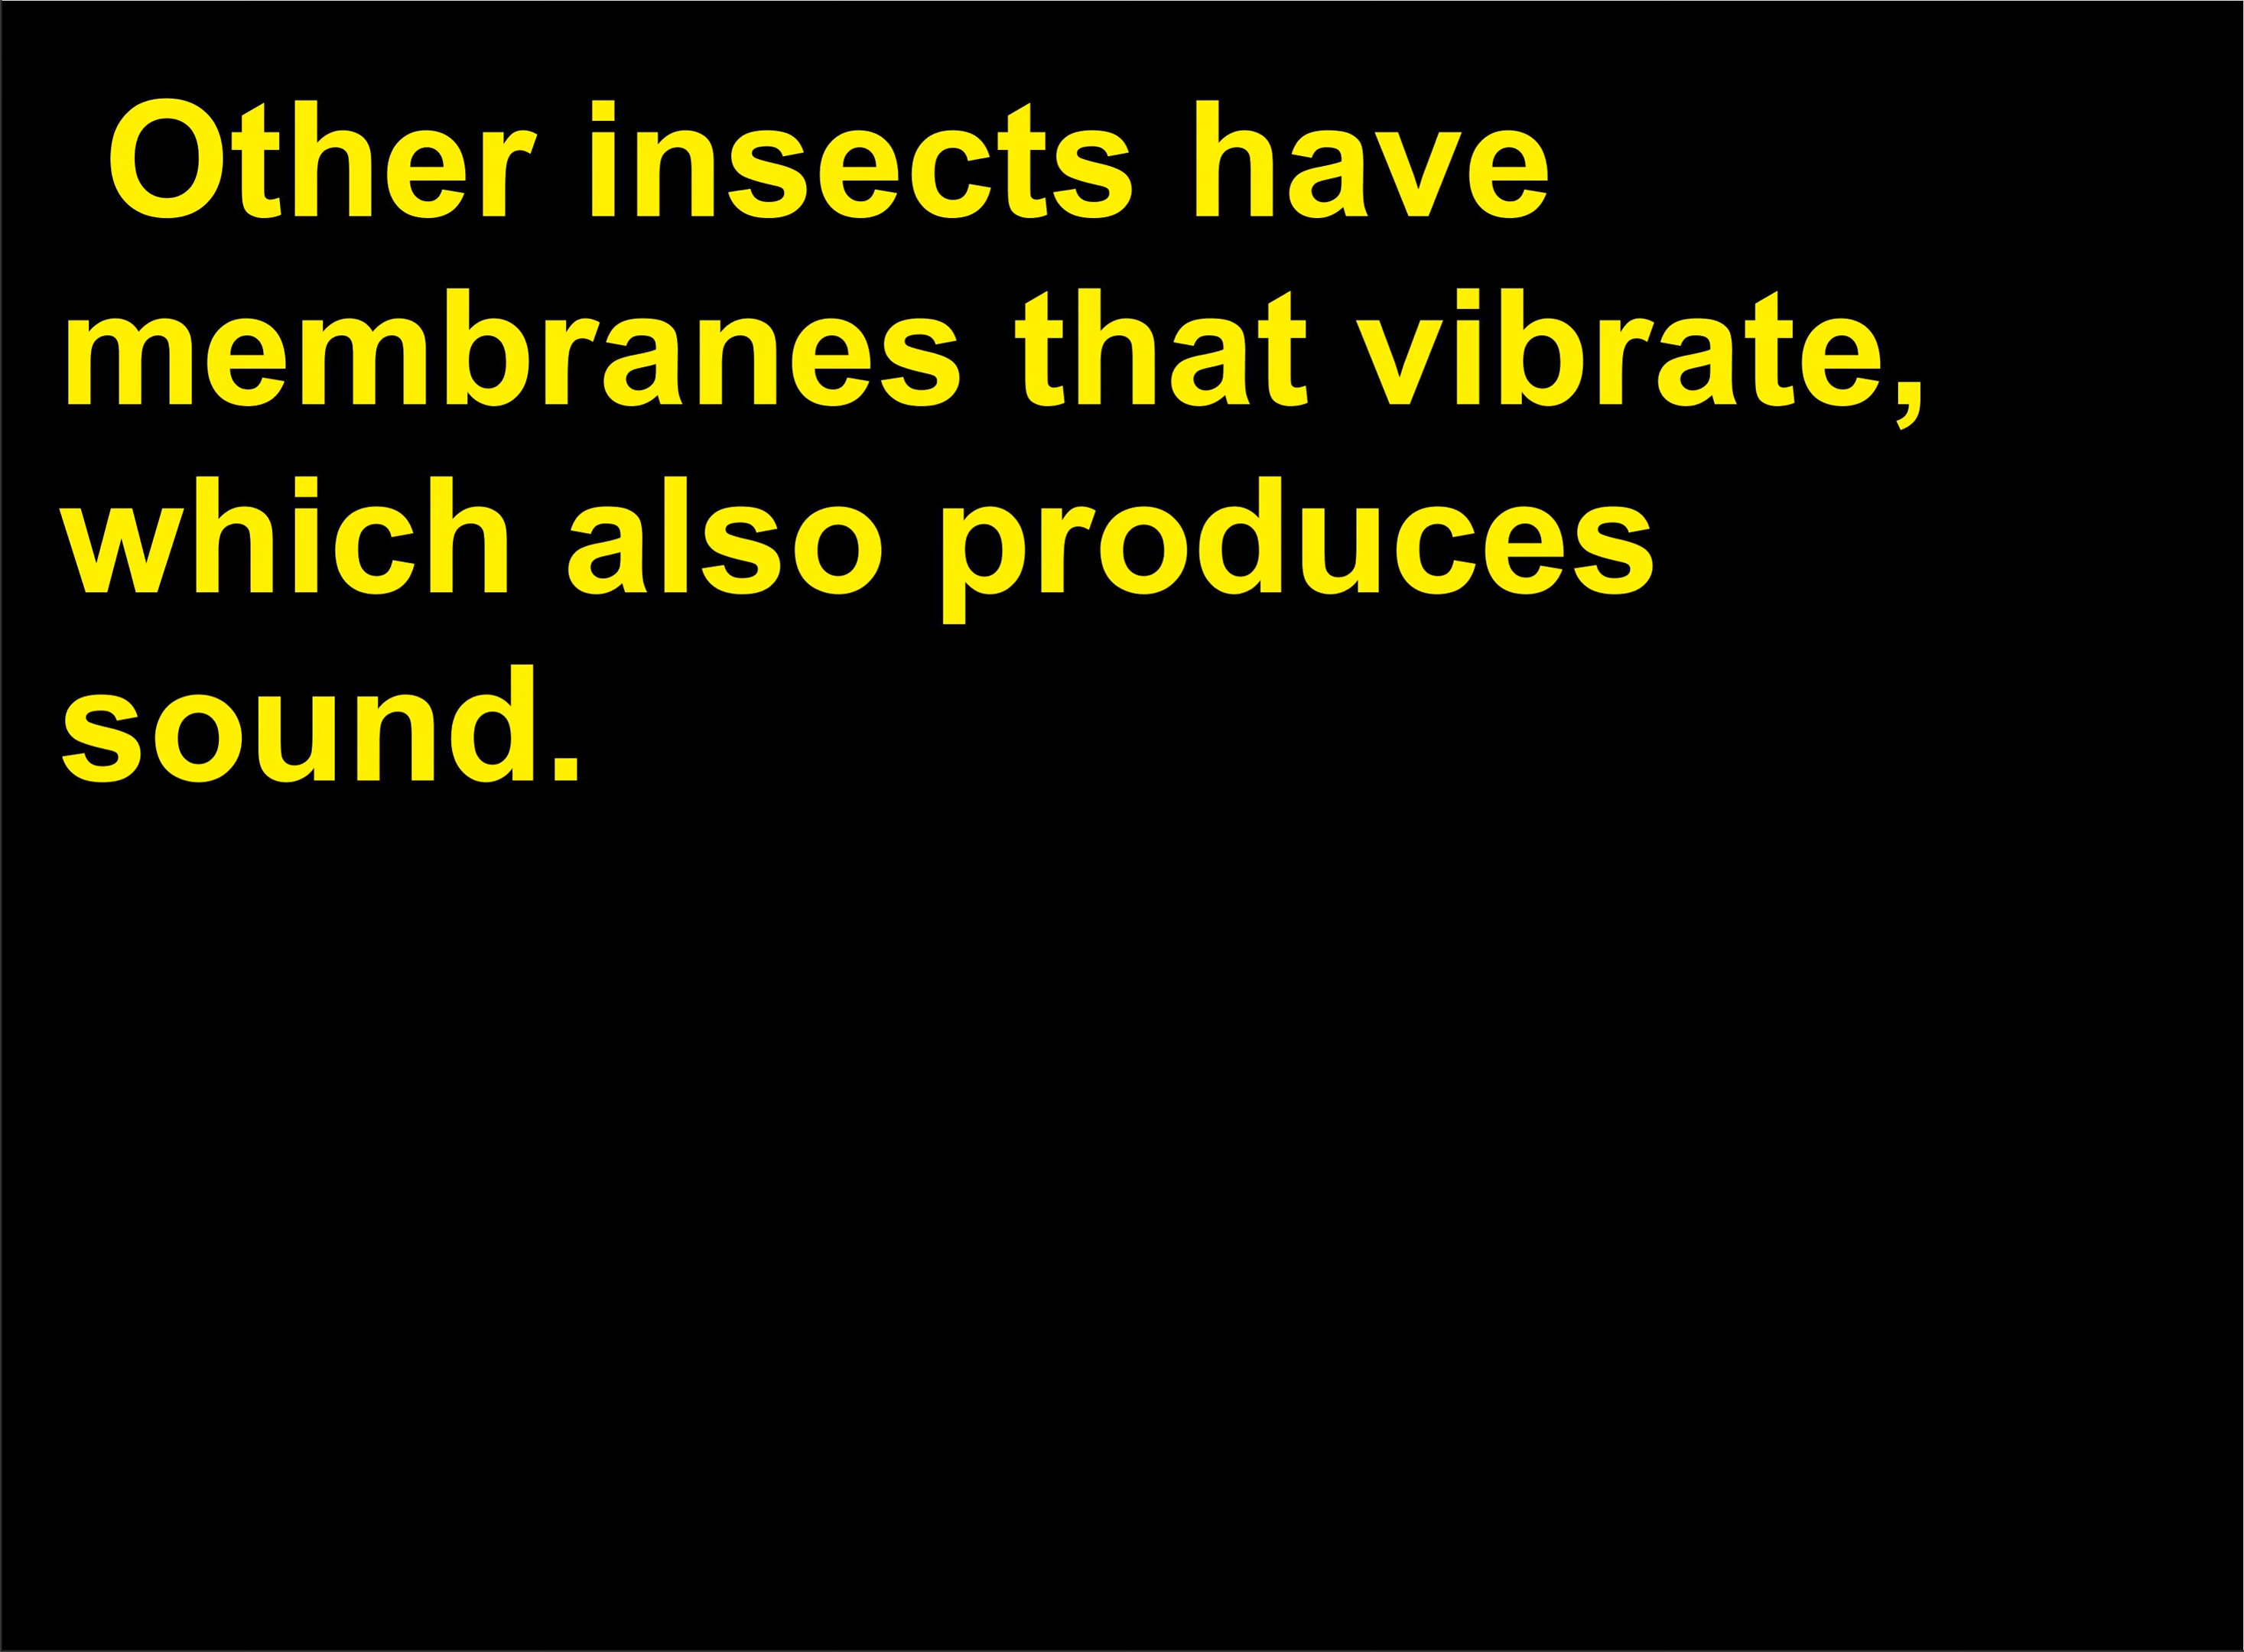 Other insects have
membranes that vibrate,
which also produces
sound.